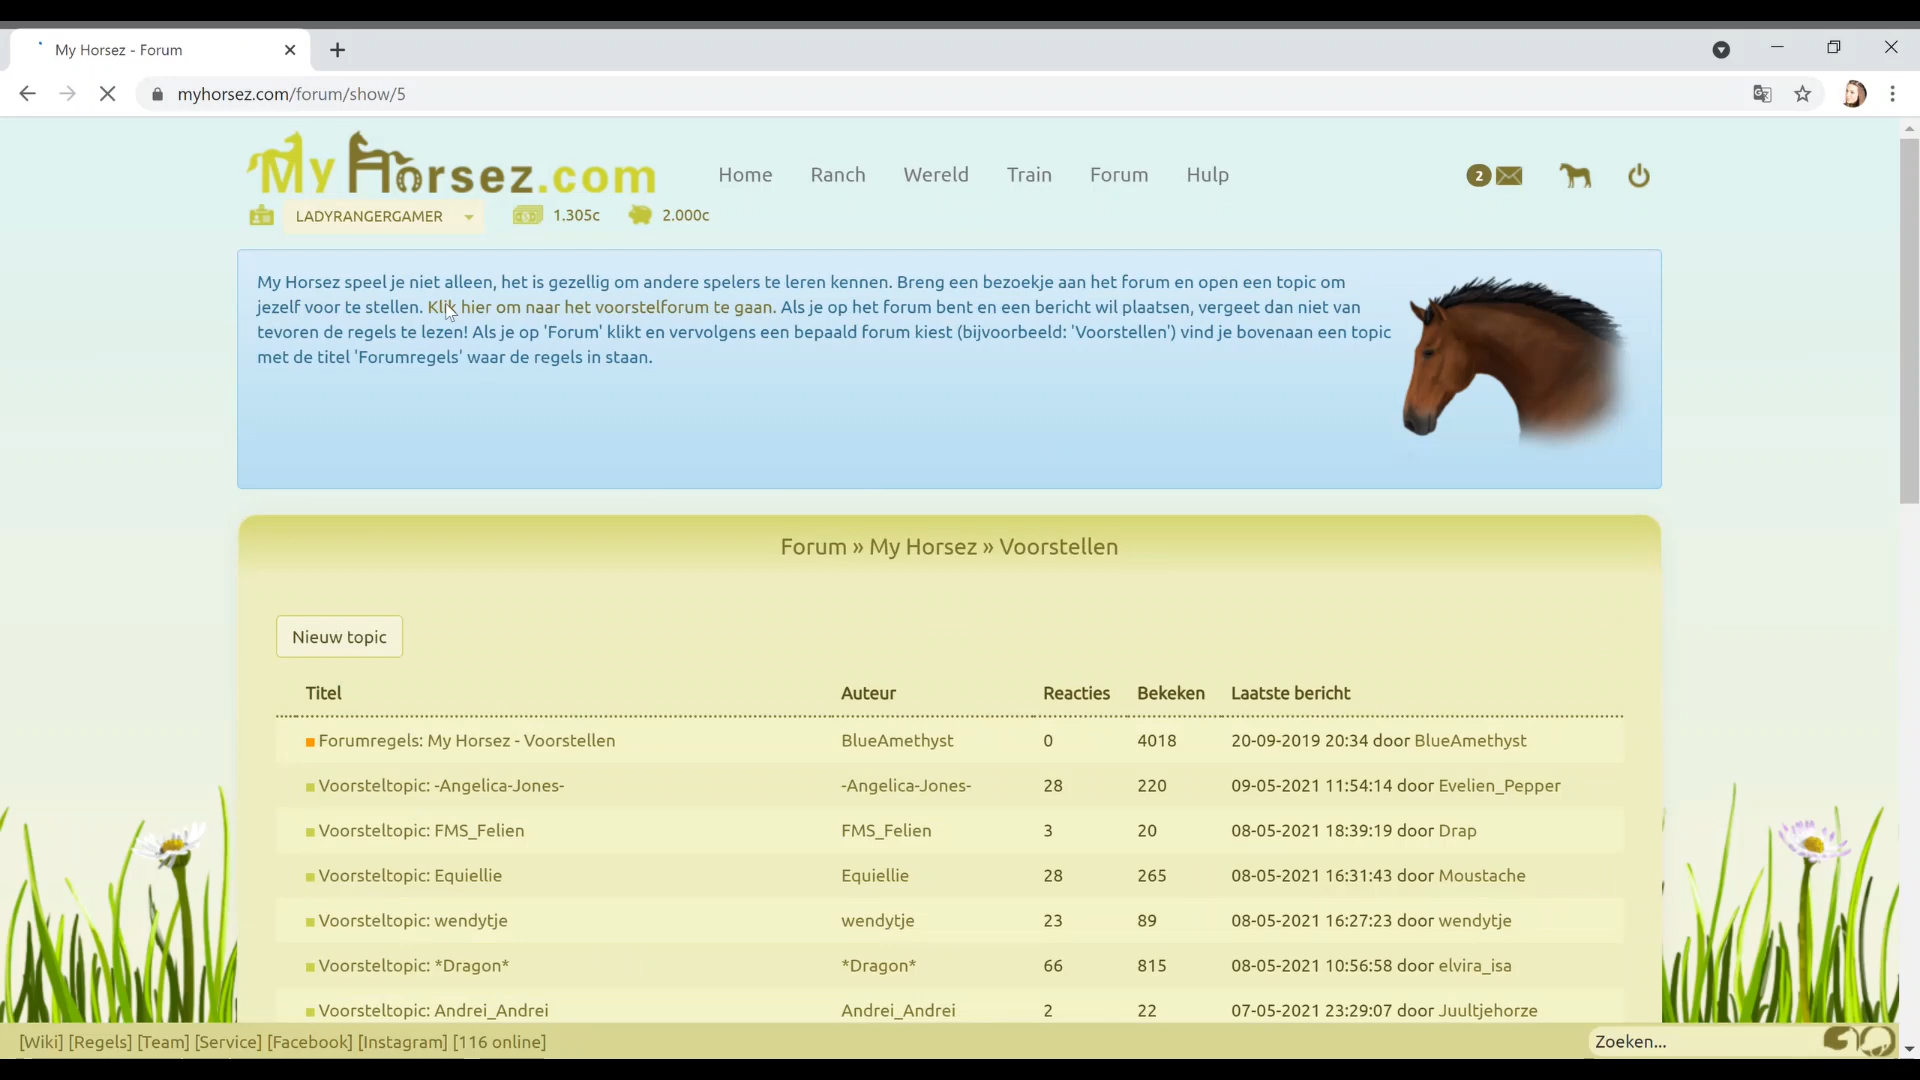 My Horsez - Forum
myhorsez.com/forum/show/5
My Horsez.com
Home Ranch Wereld Train Forum Hulp
2
LADYRANGERGAMER 1.305c 2.000c
My Horsez speel je niet alleen, het is gezellig om andere spelers te leren kennen. Breng een bezoekje aan het forum en open een topic om
jezelf voor te stellen. Klik hier om naar het voorstelforum te gaan. Als je op het forum bent en een bericht wil plaatsen, vergeet dan niet van
tevoren de regels te lezen! Als je op 'Forum' klikt en vervolgens een bepaald forum kiest (bijvoorbeeld: 'Voorstellen') vind je bovenaan een topic
met de titel 'Forumregels' waar de regels in staan.
Forum » My Horsez » Voorstellen
Nieuw topic
Titel Auteur Reacties Bekeken Laatste bericht
Forumregels: My Horsez - Voorstellen BlueAmethyst 0 4018 20-09-2019 20:34 door BlueAmethyst
Voorsteltopic: -Angelica-Jones- -Angelica-Jones- 28 220 09-05-2021 11:54:14 door Evelien_Pepper
Voorsteltopic: FMS_Felien FMS_Felien 3 20 08-05-2021 18:39:19 door Drap
Voorsteltopic: Equiellie Equiellie 28 265 08-05-2021 16:31:43 door Moustache
Voorsteltopic: wendytje wendytje 23 89 08-05-2021 16:27:23 door wendytje
Voorsteltopic: *Dragon* *Dragon* 66 815 08-05-2021 10:56:58 door elvira_isa
Voorsteltopic: Andrei_Andrei Andrei_Andrei 2 22 07-05-2021 23:29:07 door Juultjehorze
[Wiki] [Regels] [Team] [Service] [Facebook] [Instagram] [116 online] Zoeken...